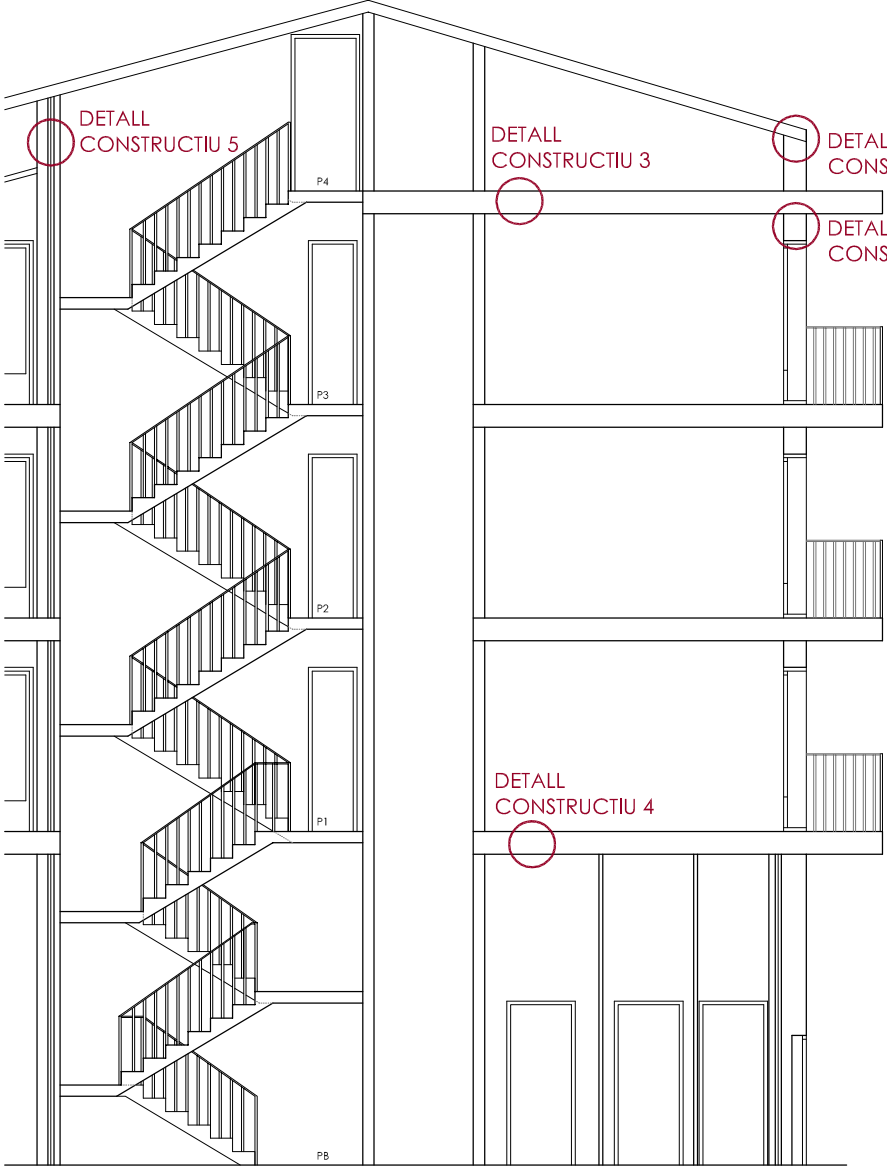 DETALL
CONSTRUCTIU 5
DETALL
CONSTRUCTIU 3
DETAL
CONS
P4
DETAL
CONS
P3
P2
DETALL
CONSTRUCTIU 4
P1
PB